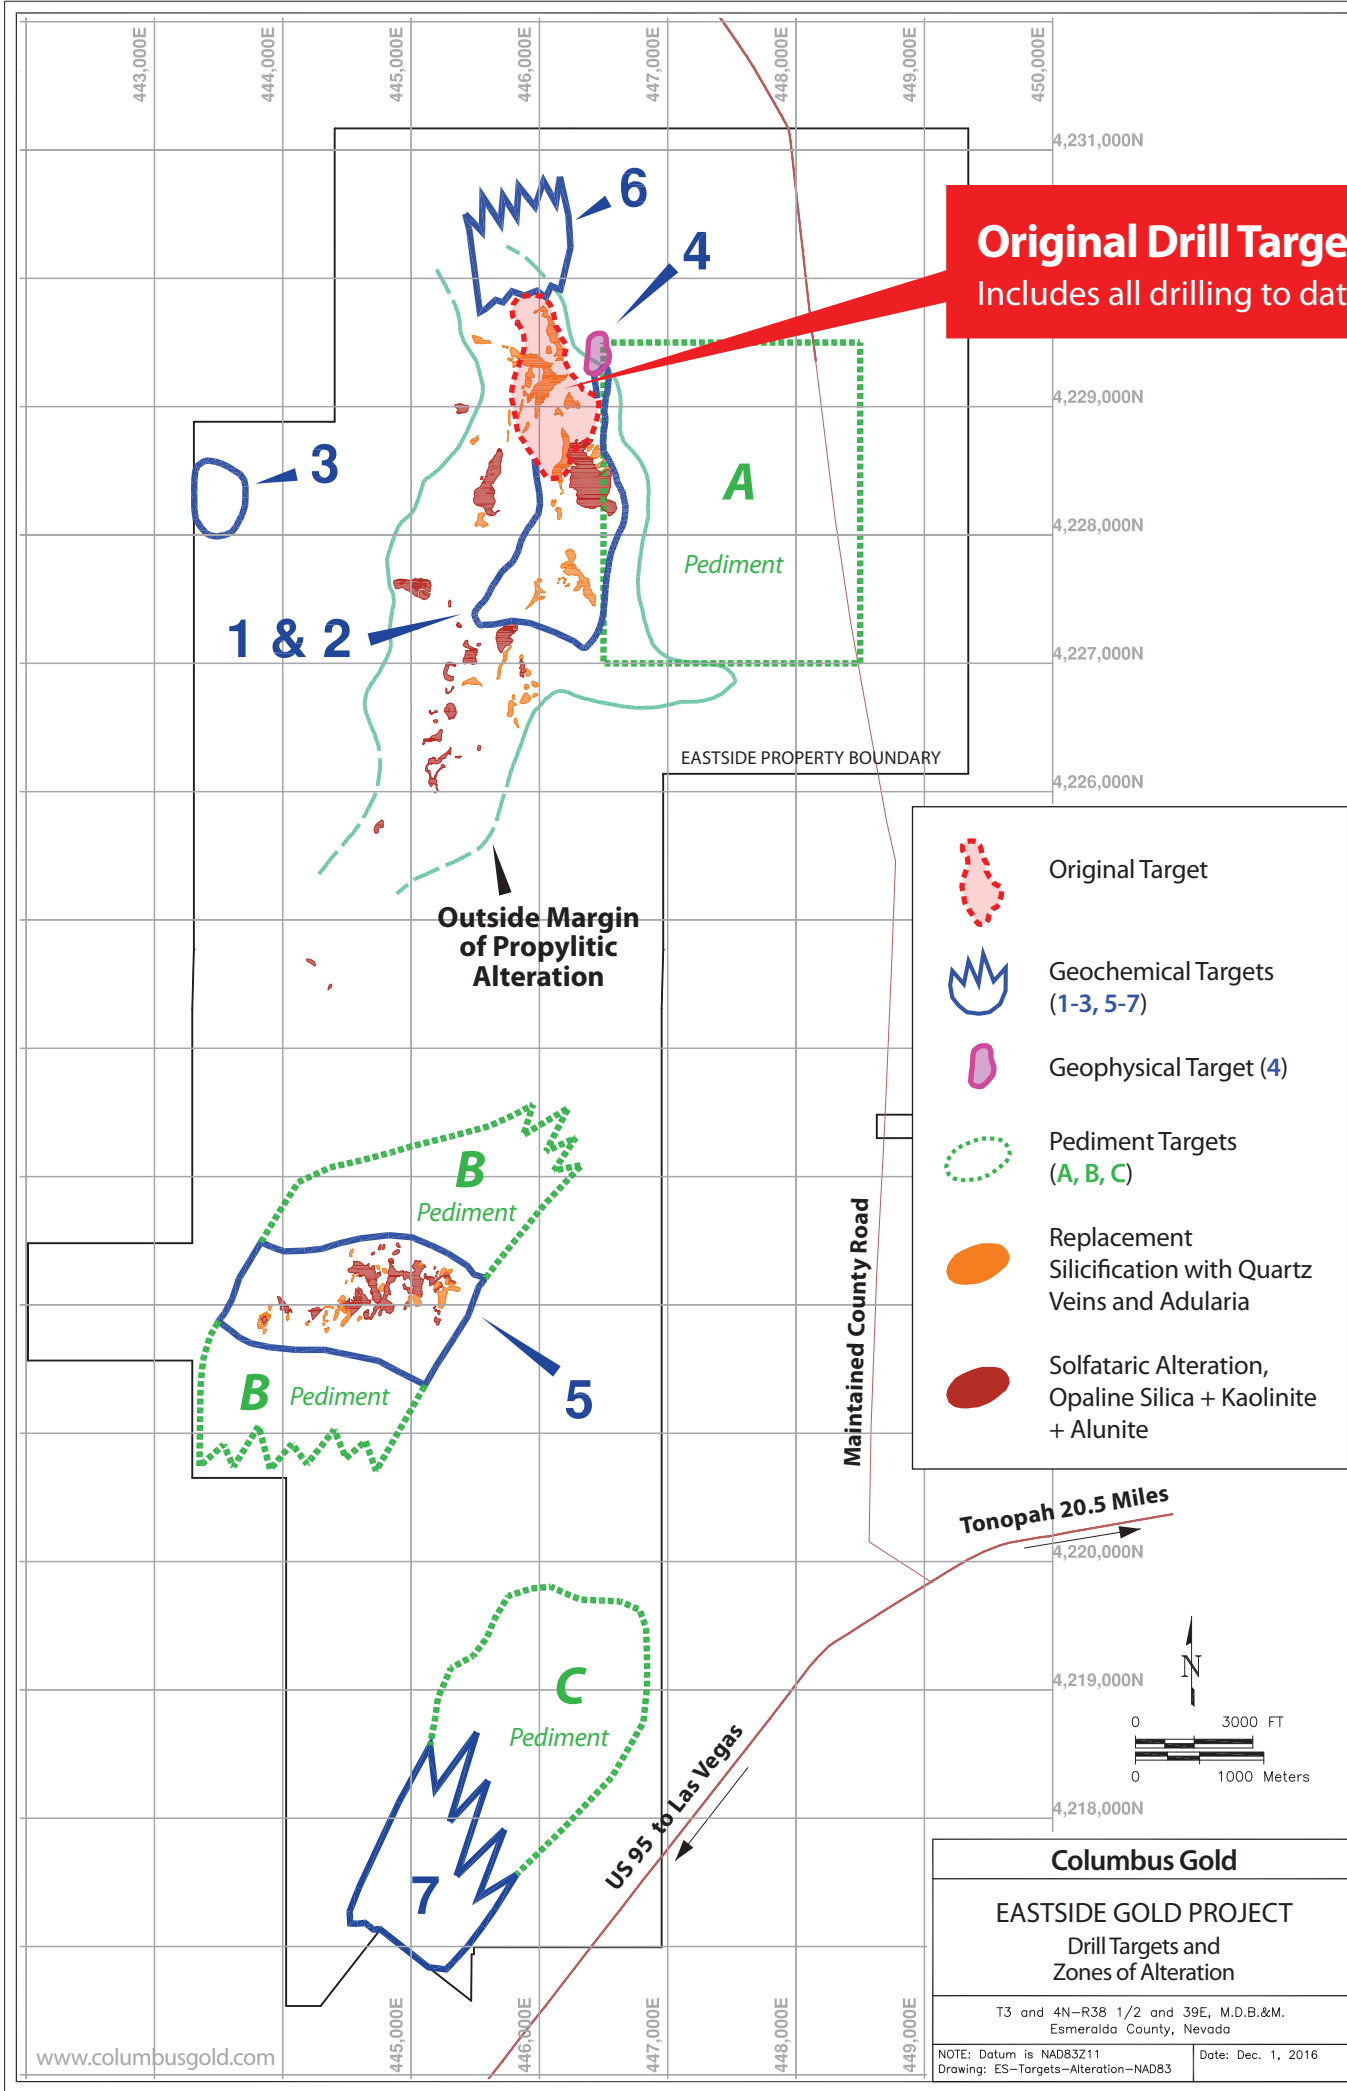 443,000E
444,000E
445,000E
446,000E
447,000E
448,000E
449,000E
450,000E
4,231,000N
6
4
Original Drill Targe
Includes all drilling to dat
4,229,000N
3
A
4,228,000N
Pediment
1 & 2
4,227,000N
EASTSIDE PROPERTY BOUNDARY
4,226,000N
Outside Margin
of Propylitic
Alteration
Original Target
Geochemical Targets
(1-3, 5-7)
Geophysical Target (4)
Pediment Targets
(A, B, C)
Replacement
Silicification with Quartz
Veins and Adularia
Solfataric Alteration,
Opaline Silica + Kaolinite
+ Alunite
B
Pediment
B Pediment
5
Maintained County Road
Tonopah 20.5 Miles
4,220,000N
C
Pediment
4,219,000N
N
0 3000 FT
0 1000 Meters
4,218,000N
US 95 to Las Vegas
7
445,000E
446,000E
447,000E
448,000E
449,000E
Columbus Gold
EASTSIDE GOLD PROJECT
Drill Targets and
Zones of Alteration
T3 and 4N-R38 1/2 and 39E, M.D.B.&M.
Esmeralda County, Nevada
NOTE: Datum is NAD83Z11
Drawing: ES-Targets-Alteration-NAD83
Date: Dec. 1, 2016
www.columbusgold.com